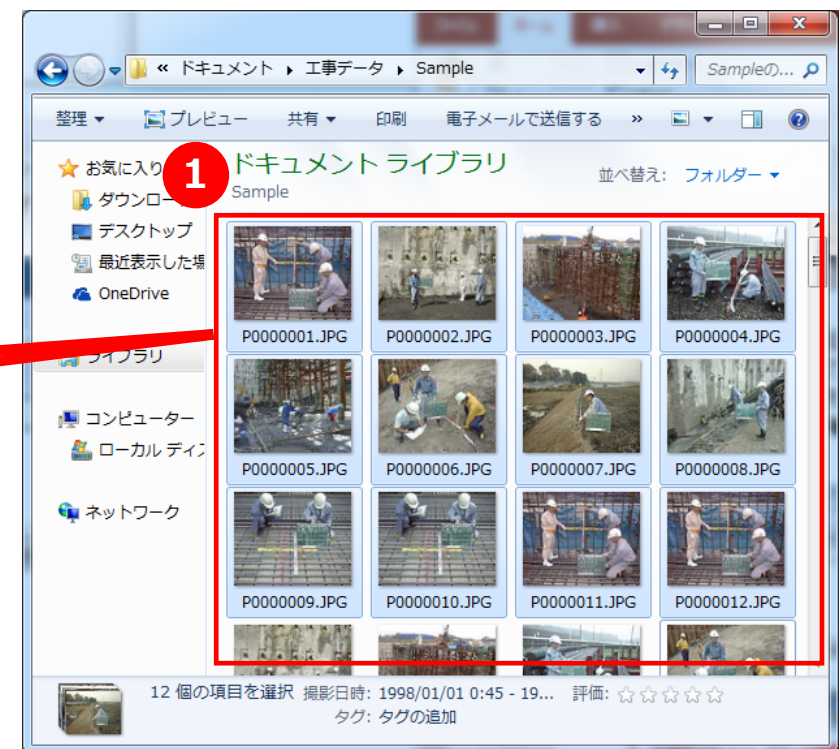 « ドキュメント ▸ 工事データ ▸ Sample
Sampleの...
整理 ▼ プレビュー 共有 ▼ 印刷 電子メールで送信する »
お気に入り
1
ドキュメント ライブラリ
Sample
並べ替え: フォルダー ▼
デスクトップ
最近表示した場
OneDrive
ライブラリ
コンピューター
ローカル ディス
ネットワーク
P0000001.JPG P0000002.JPG P0000003.JPG P0000004.JPG
P0000005.JPG P0000006.JPG P0000007.JPG P0000008.JPG
P0000009.JPG P0000010.JPG P0000011.JPG P0000012.JPG
12 個の項目を選択 撮影日時: 1998/01/01 0:45 - 19... 評価: ☆☆☆☆☆
タグ: タグの追加